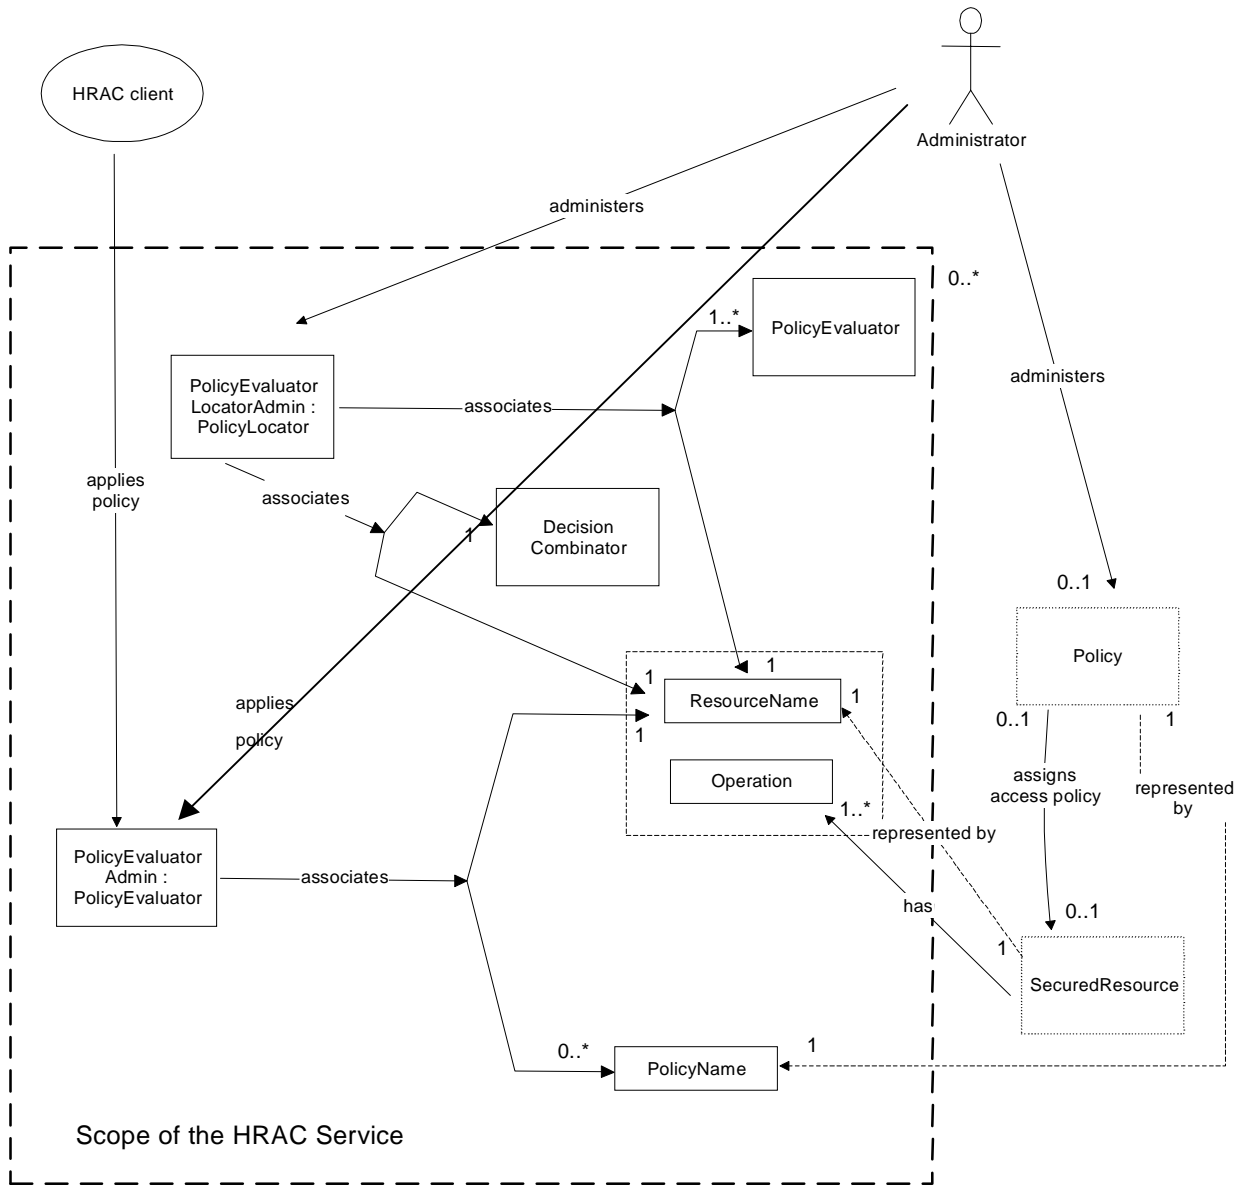 HRAC client
Administrator
administers
0..*
1..*
PolicyEvaluator
PolicyEvaluator
LocatorAdmin :
PolicyLocator
associates
administers
applies
policy
associates
1
Decision
Combinator
0..1
Policy
1
1
ResourceName
1
applies
policy
1
0..1
1
Operation
1..*
assigns
access policy
represented
by
represented by
PolicyEvaluator
Admin :
PolicyEvaluator
associates
has
0..1
1
SecuredResource
0..*
PolicyName
1
Scope of the HRAC Service